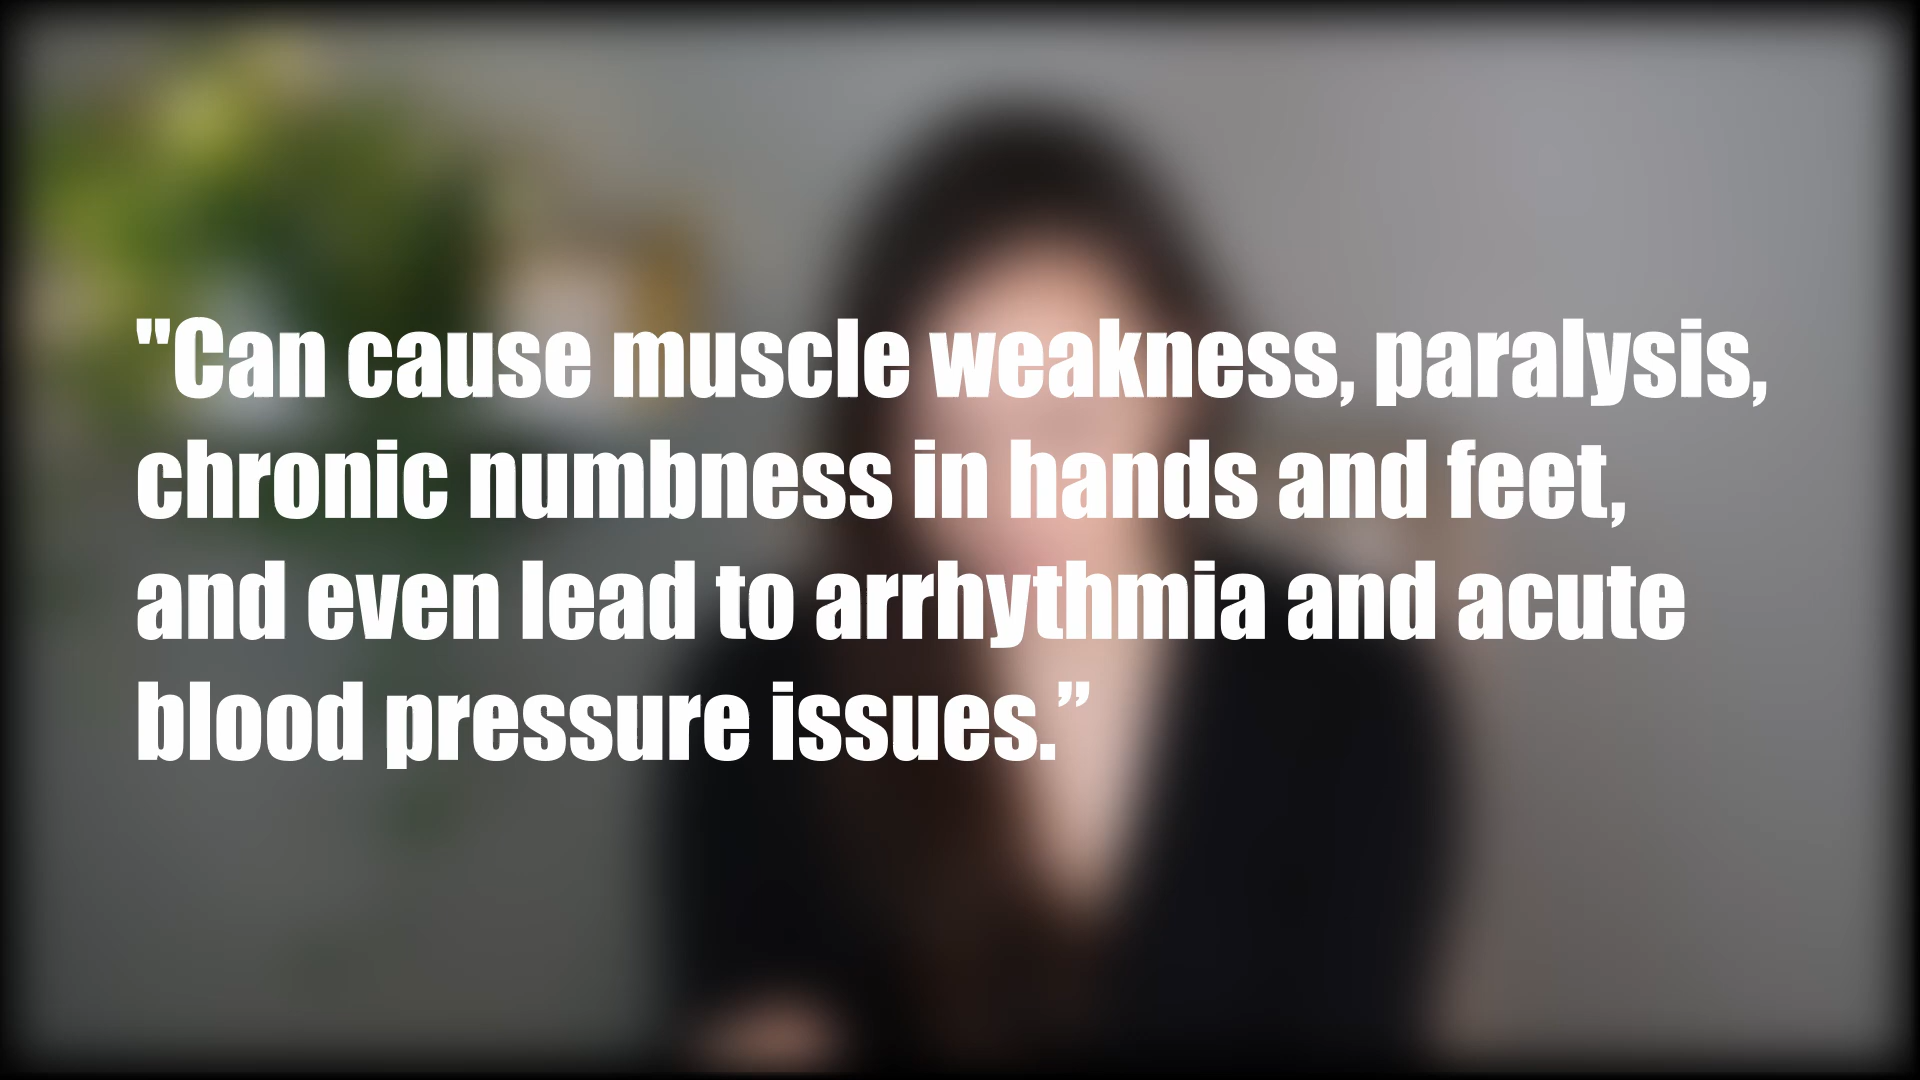 "Can cause muscle weakness, paralysis,
chronic numbness in hands and feet,
and even lead to arrhythmia and acute
blood pressure issues.”